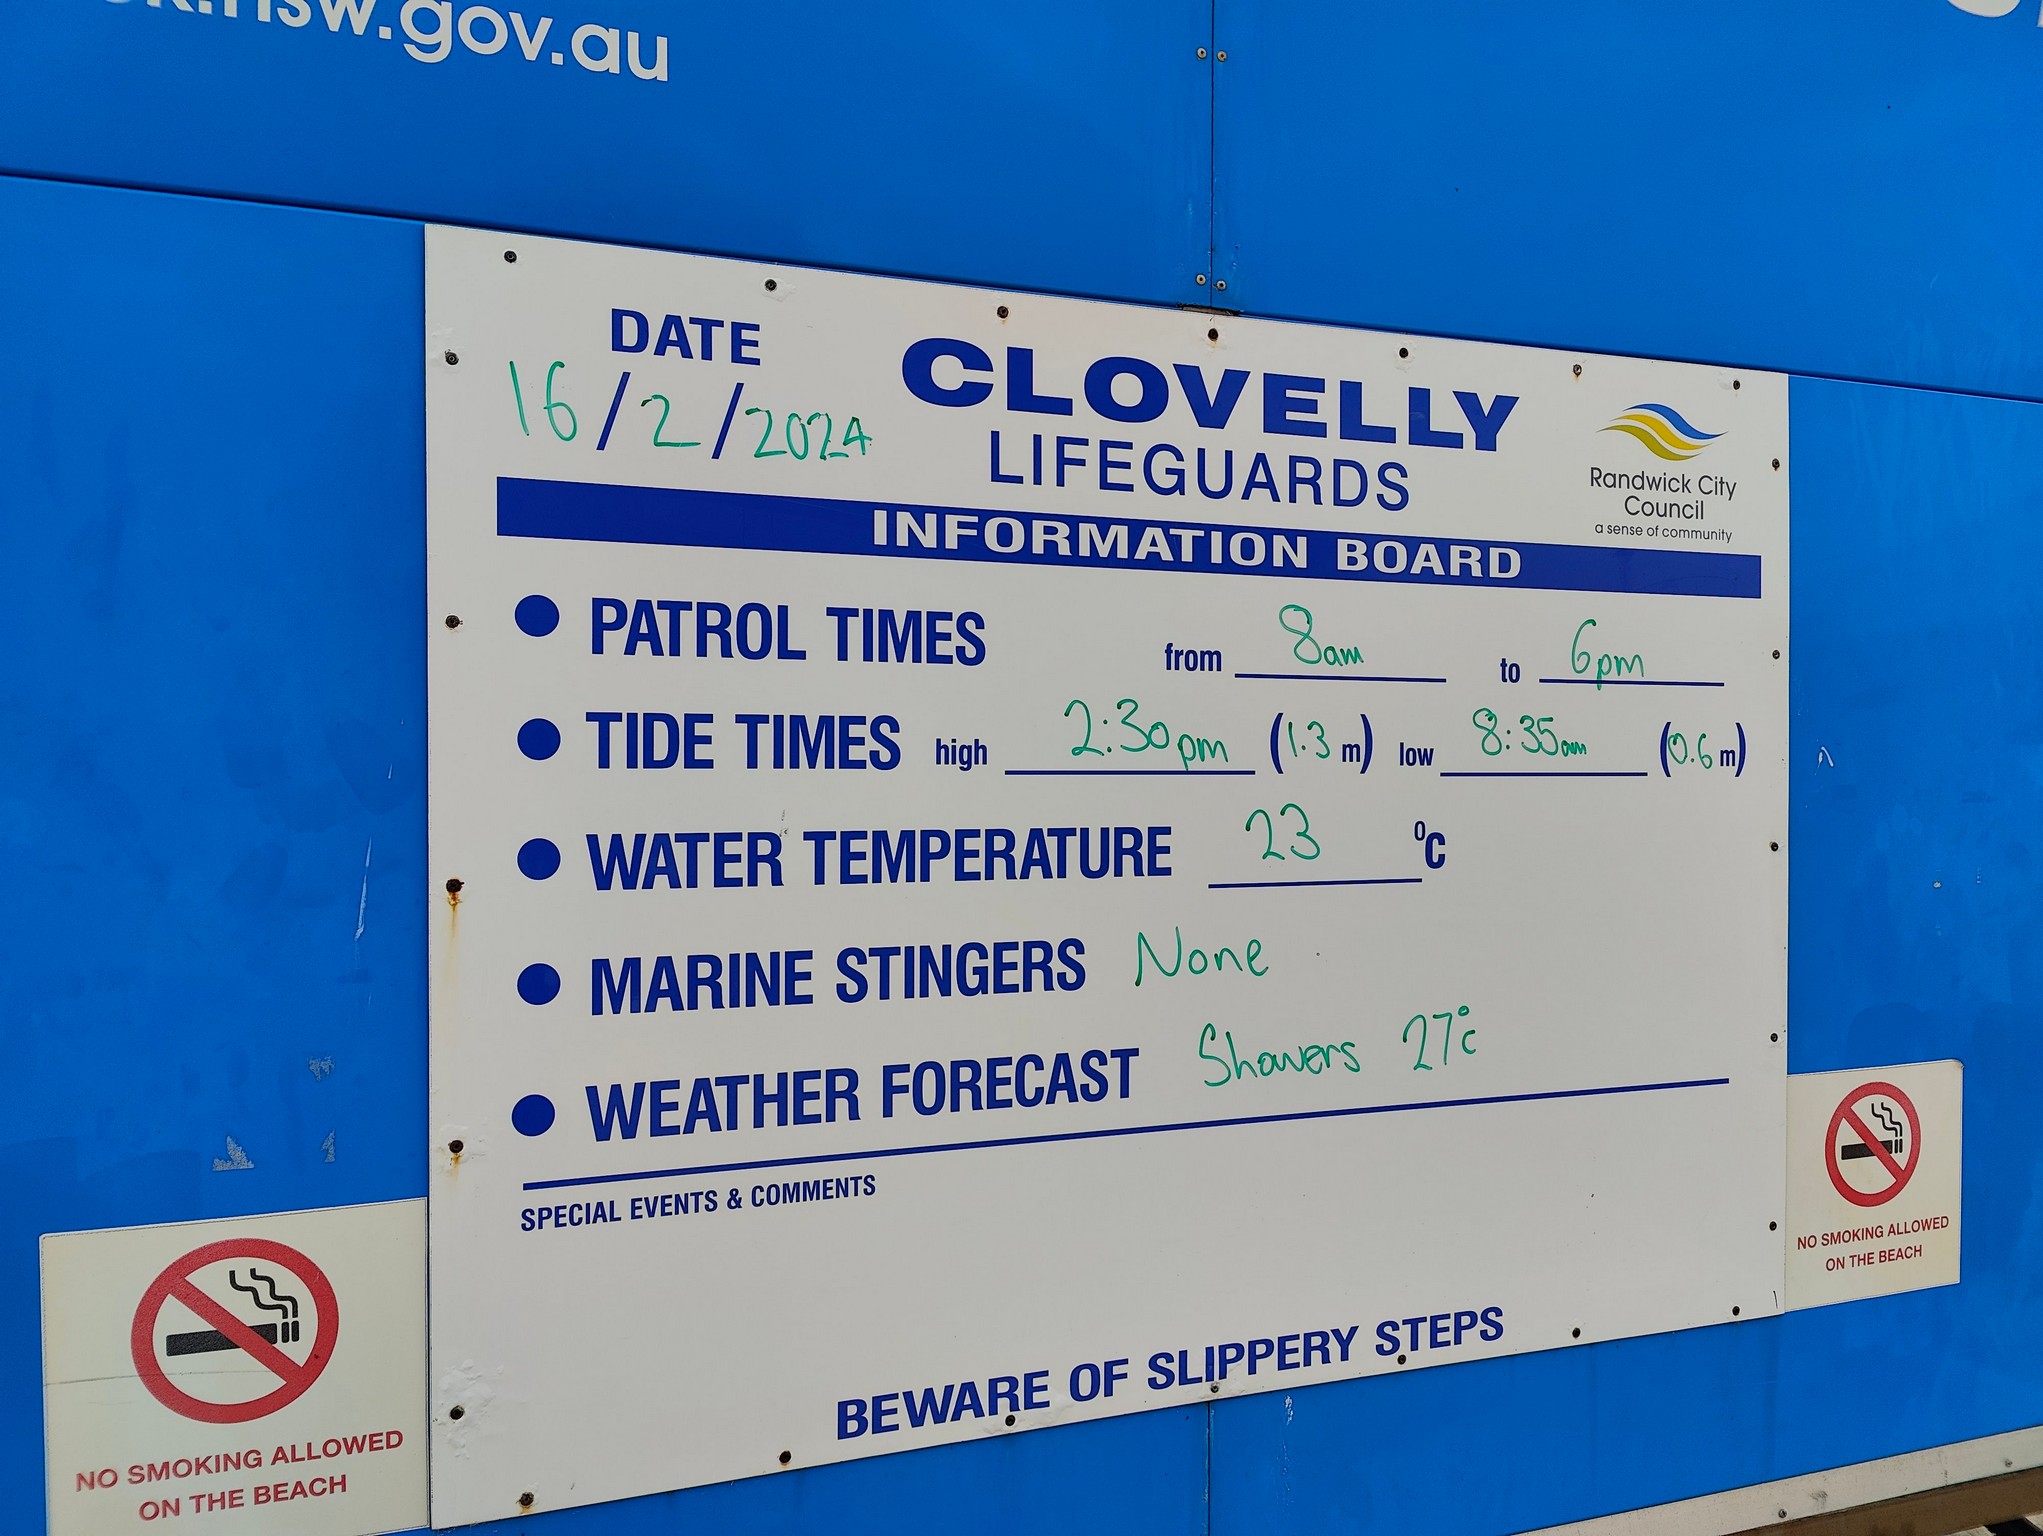 .nsw.gov.au
DATE
16/2/2024
CLOVELLY
LIFEGUARDS
Randwick City
Council
a sense of community
INFORMATION BOARD
● PATROL TIMES from 8am to 6pm
● TIDE TIMES high 2:30pm (1.3 m) low 8:35am (0.6 m)
● WATER TEMPERATURE 23 °C
● MARINE STINGERS None
● WEATHER FORECAST Showers 27°c
SPECIAL EVENTS & COMMENTS
BEWARE OF SLIPPERY STEPS
NO SMOKING ALLOWED
ON THE BEACH
NO SMOKING ALLOWED
ON THE BEACH